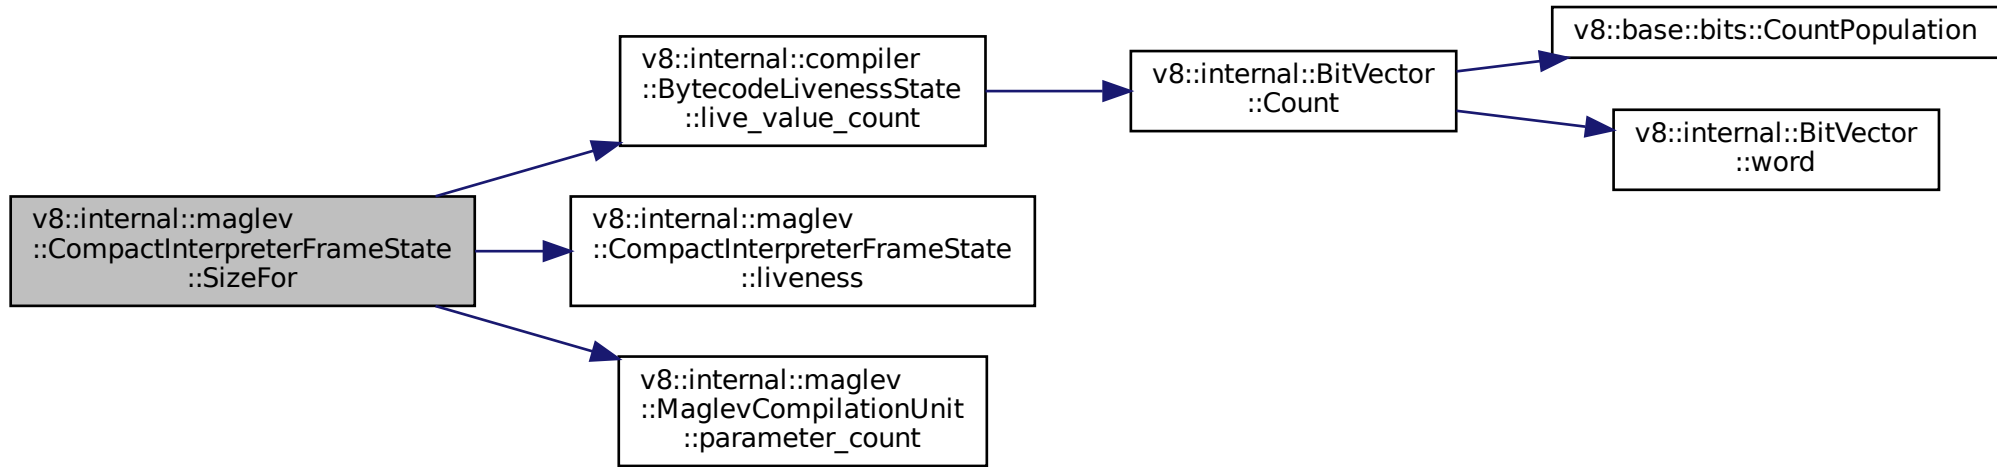 v8::internal::maglev
::CompactInterpreterFrameState
::SizeFor
v8::internal::compiler
::BytecodeLivenessState
::live_value_count
v8::internal::maglev
::CompactInterpreterFrameState
::liveness
v8::internal::maglev
::MaglevCompilationUnit
::parameter_count
v8::internal::BitVector
::Count
v8::base::bits::CountPopulation
v8::internal::BitVector
::word